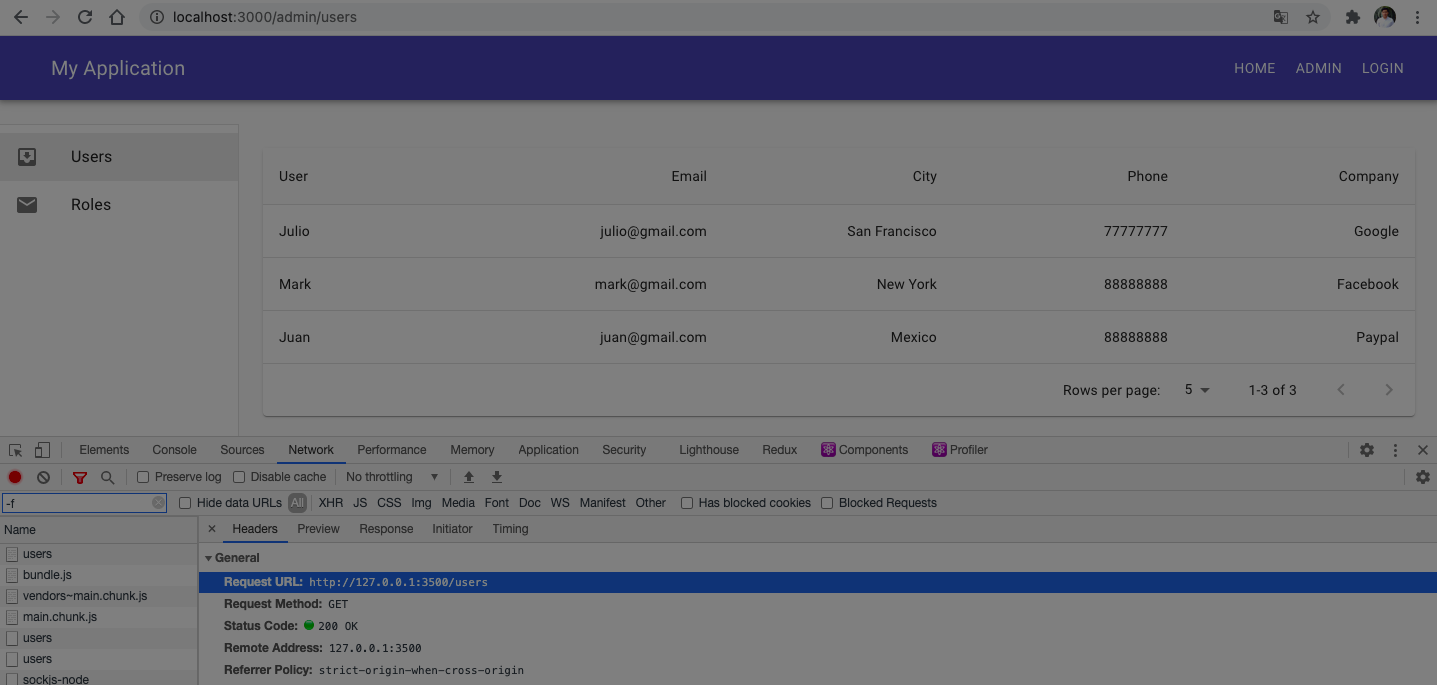 localhost:3000/admin/users
My Application HOME ADMIN LOGIN
Users
Roles
User Email City Phone Company
Julio julio@gmail.com San Francisco 77777777 Google
Mark mark@gmail.com New York 88888888 Facebook
Juan juan@gmail.com Mexico 88888888 Paypal
Rows per page: 5 1-3 of 3
Elements Console Sources Network Performance Memory Application Security Lighthouse Redux Components Profiler
Preserve log Disable cache No throttling
-f Hide data URLs All XHR JS CSS Img Media Font Doc WS Manifest Other Has blocked cookies Blocked Requests
Name
users
bundle.js
vendors~main.chunk.js
main.chunk.js
users
users
sockjs-node
Headers Preview Response Initiator Timing
General
Request URL: http://127.0.0.1:3500/users
Request Method: GET
Status Code: 200 OK
Remote Address: 127.0.0.1:3500
Referrer Policy: strict-origin-when-cross-origin